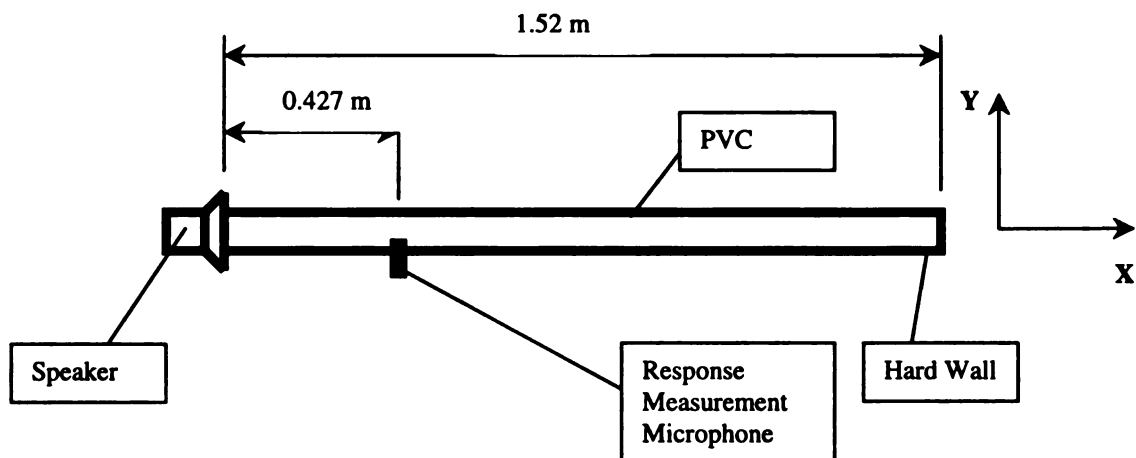 1.52 m
0.427 m
Y
PVC
X
Speaker
Response
Measurement
Microphone
Hard Wall